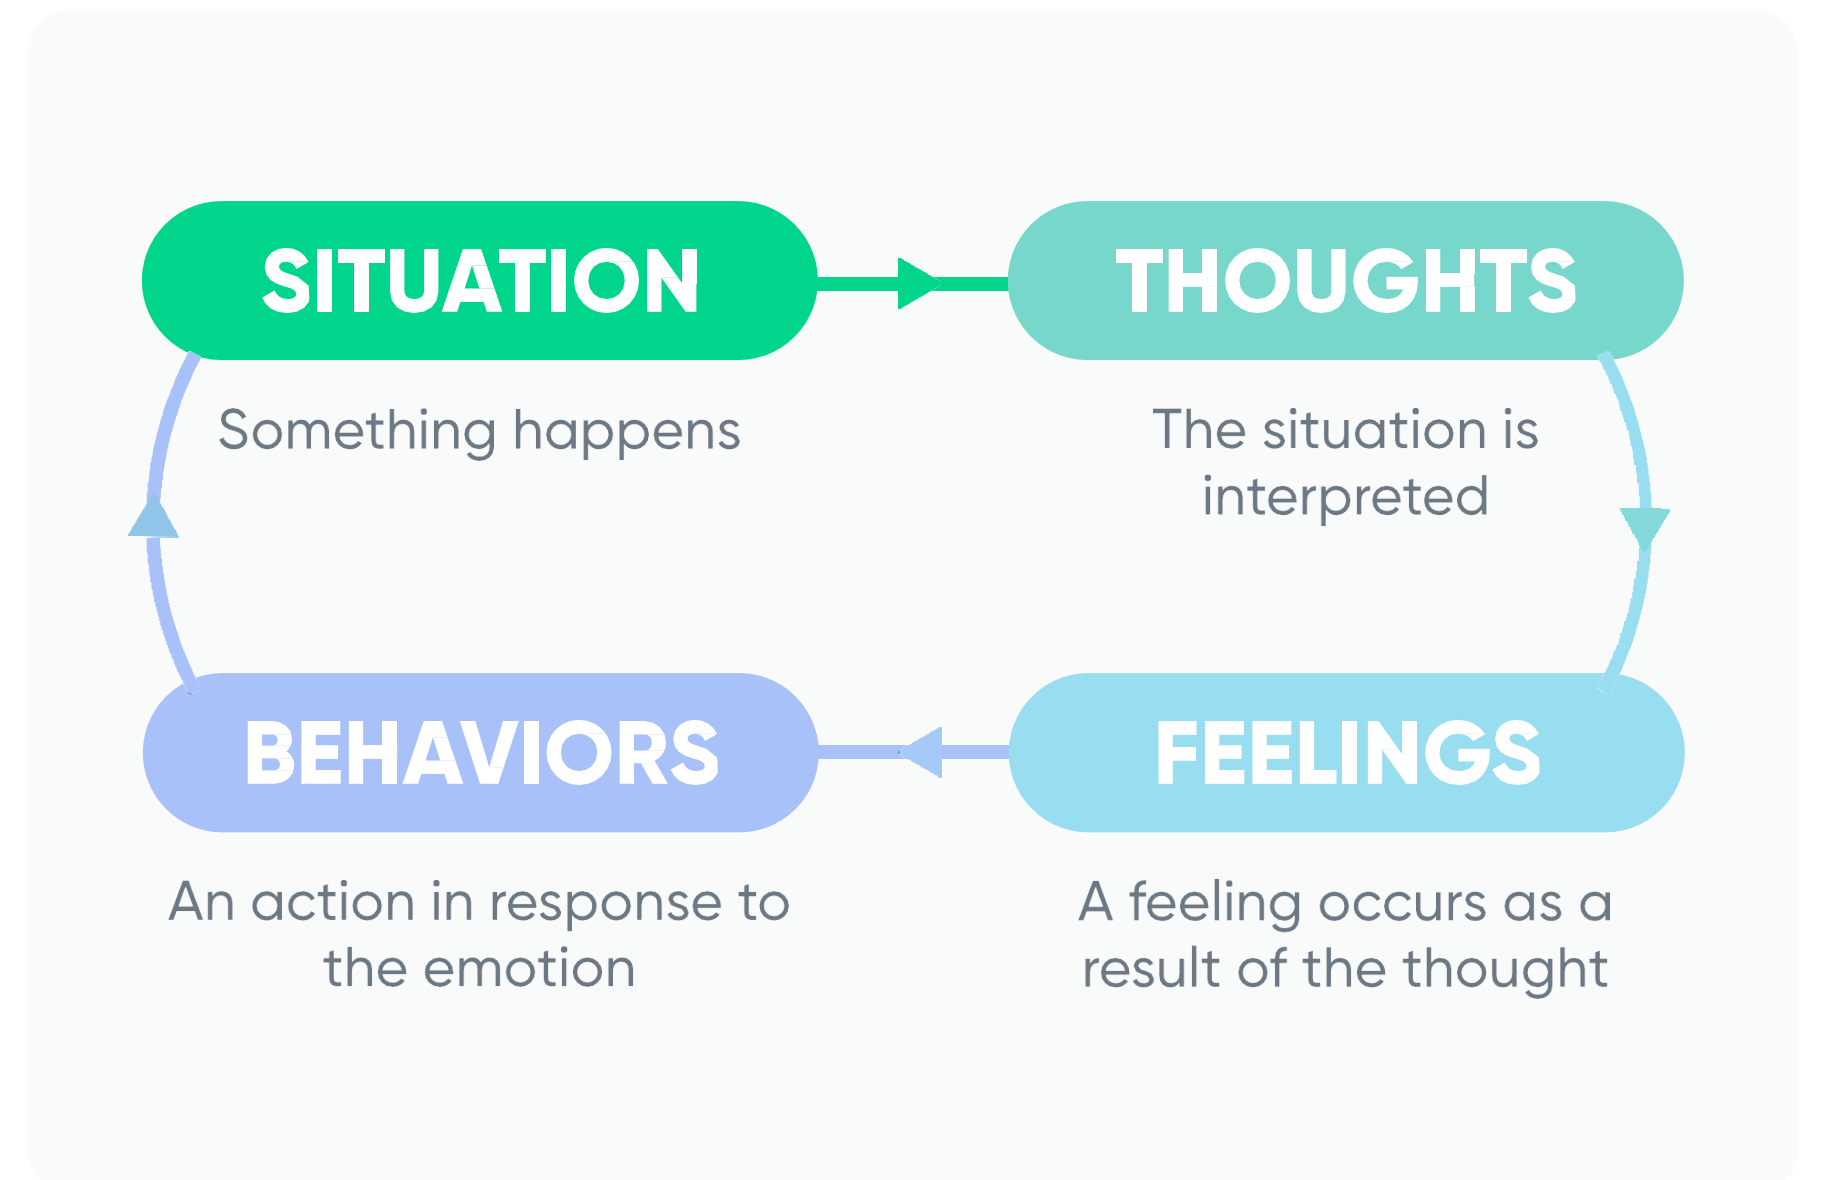 SITUATION
Something happens
THOUGHTS
The situation is
interpreted
BEHAVIORS
An action in response to
the emotion
FEELINGS
A feeling occurs as a
result of the thought